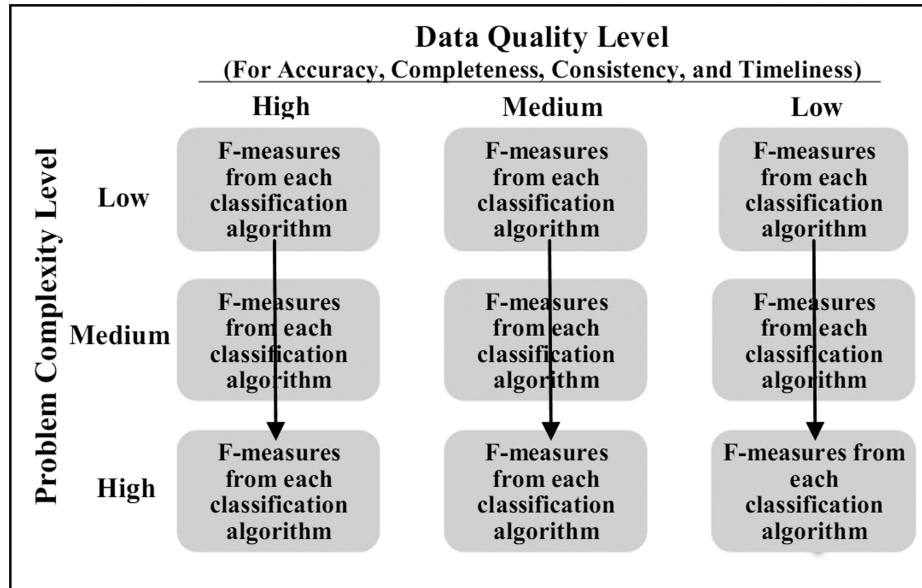 Data Quality Level
(For Accuracy, Completeness, Consistency, and Timeliness)
High Medium Low
Problem Complexity Level
Low
F-measures
from each
classification
algorithm
F-measures
from each
classification
algorithm
F-measures
from each
classification
algorithm
Medium
F-measures
from each
classification
algorithm
F-measures
from each
classification
algorithm
F-measures
from each
classification
algorithm
High
F-measures
from each
classification
algorithm
F-measures
from each
classification
algorithm
F-measures from
each
classification
algorithm